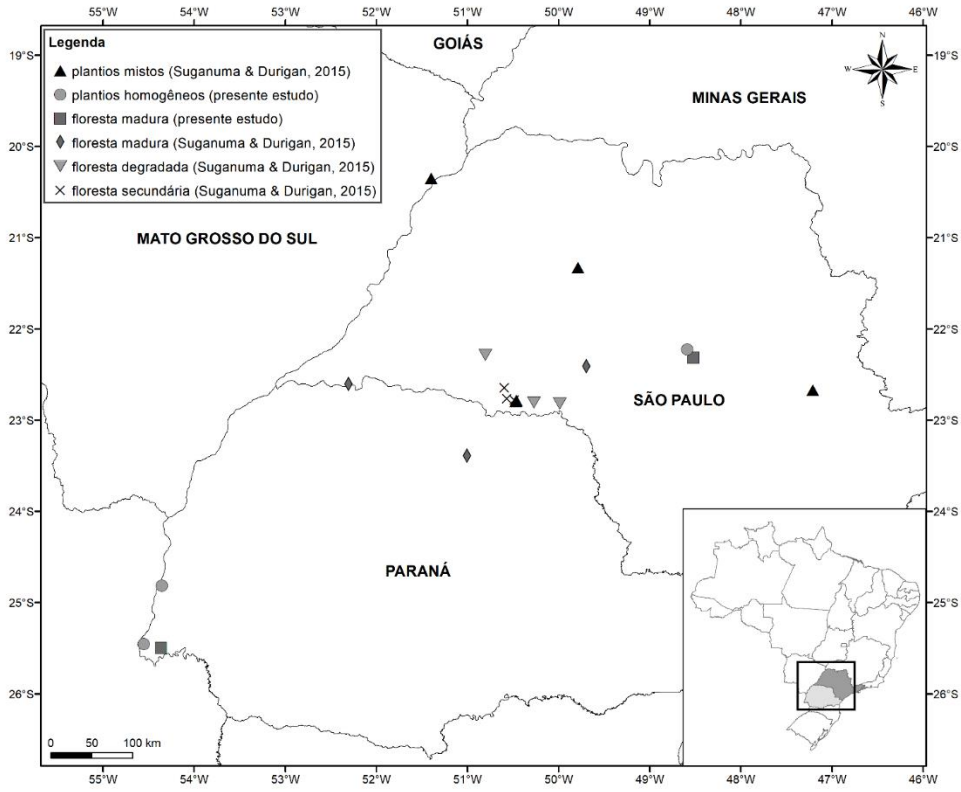 55°W 54°W 53°W 52°W 51°W 50°W 49°W 48°W 47°W 46°W
Legenda
plantios mistos (Suganuma & Durigan, 2015)
plantios homogêneos (presente estudo)
floresta madura (presente estudo)
floresta madura (Suganuma & Durigan, 2015)
floresta degradada (Suganuma & Durigan, 2015)
floresta secundária (Suganuma & Durigan, 2015)
GOIÁS
N
W E
S
19°S 19°S
MINAS GERAIS
20°S 20°S
MATO GROSSO DO SUL
21°S 21°S
22°S 22°S
SÃO PAULO
23°S 23°S
24°S 24°S
PARANÁ
25°S 25°S
26°S 26°S
0 50 100 km
55°W 54°W 53°W 52°W 51°W 50°W 49°W 48°W 47°W 46°W